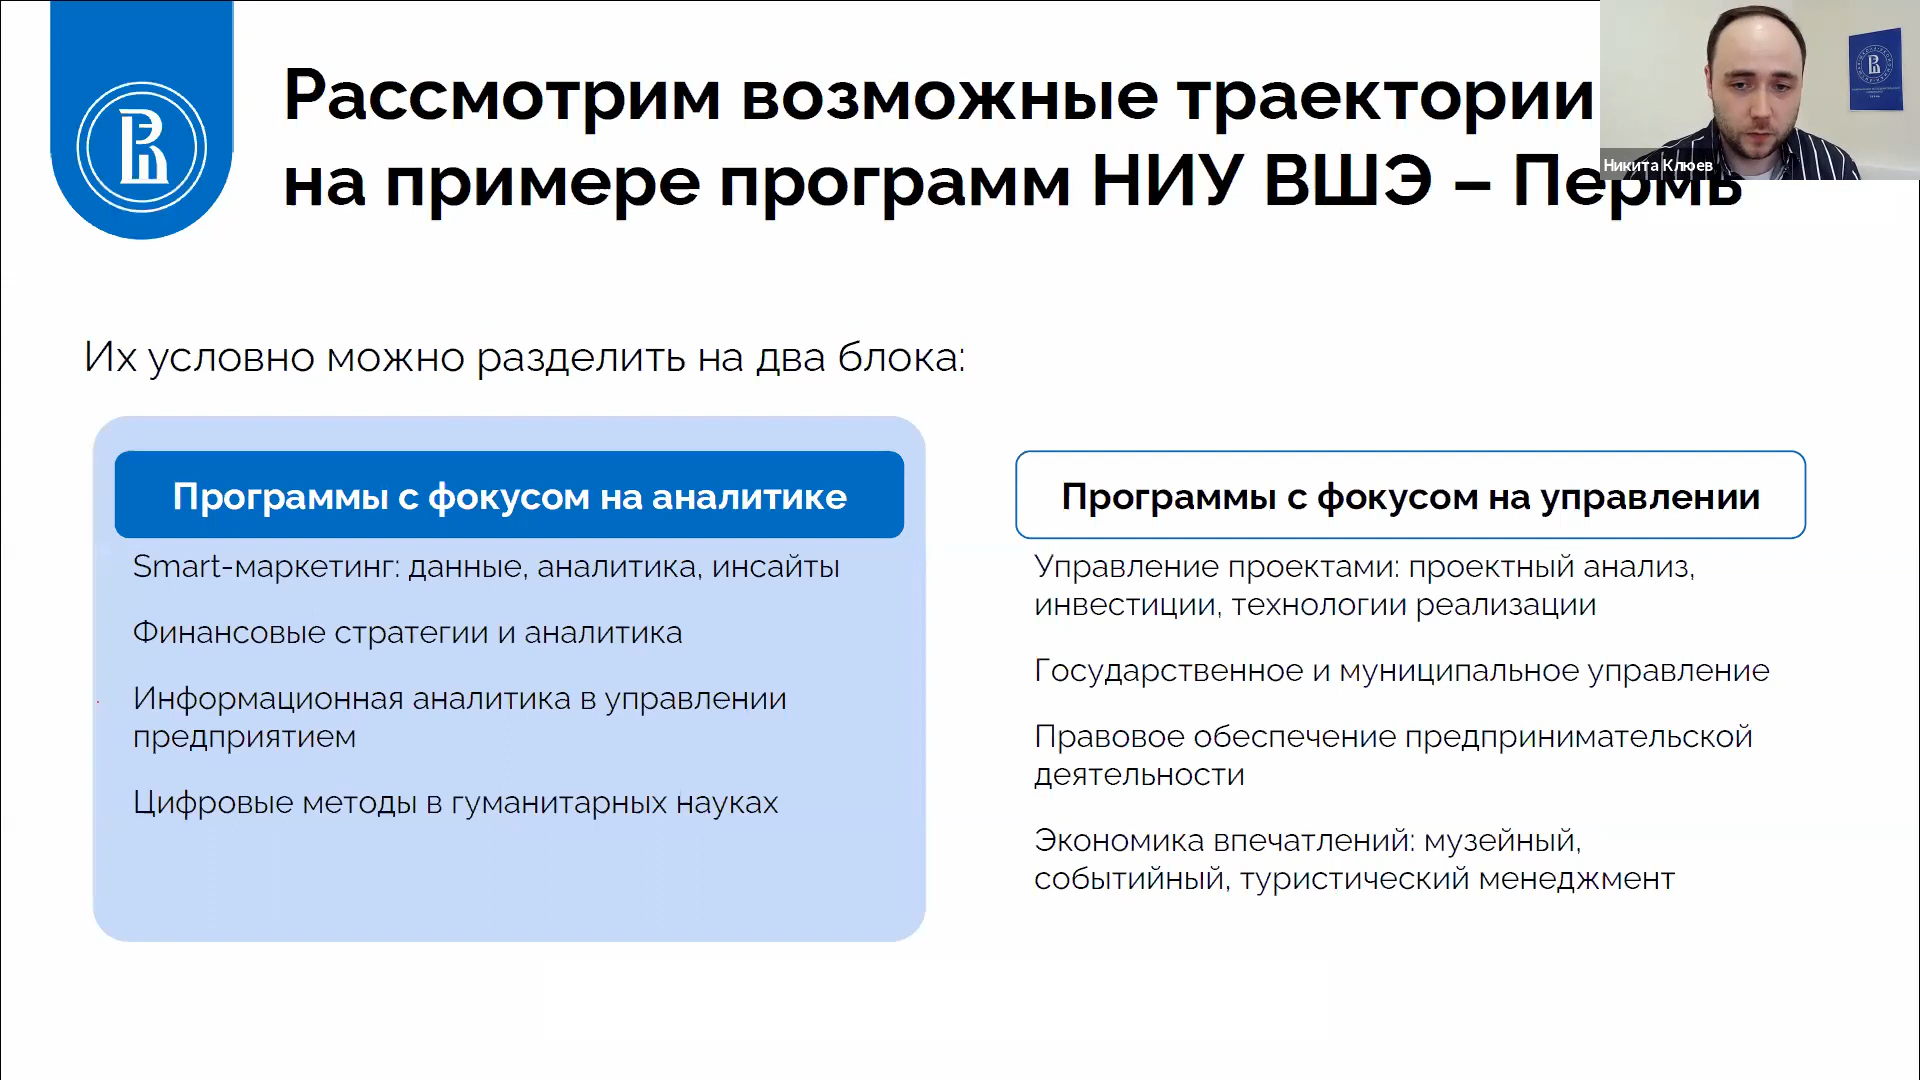 Рассмотрим возможные траектории
на примере программ НИУ ВШЭ – Пермь
Никита Клюев
Их условно можно разделить на два блока:
Программы с фокусом на аналитике
Smart-маркетинг: данные, аналитика, инсайты
Финансовые стратегии и аналитика
Информационная аналитика в управлении
предприятием
Цифровые методы в гуманитарных науках
Программы с фокусом на управлении
Управление проектами: проектный анализ,
инвестиции, технологии реализации
Государственное и муниципальное управление
Правовое обеспечение предпринимательской
деятельности
Экономика впечатлений: музейный,
событийный, туристический менеджмент